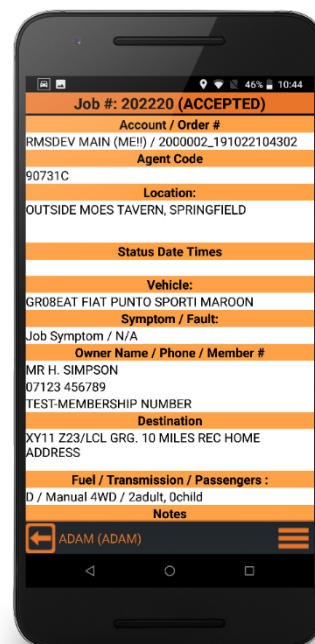 46% 10:44
Job #: 202220 (ACCEPTED)
Account / Order #
RMSDEV MAIN (ME!!) / 2000002_191022104302
Agent Code
90731C
Location:
OUTSIDE MOES TAVERN, SPRINGFIELD
Status Date Times
Vehicle:
GR08EAT FIAT PUNTO SPORTI MAROON
Symptom / Fault:
Job Symptom / N/A
Owner Name / Phone / Member #
MR H. SIMPSON
07123 456789
TEST-MEMBERSHIP NUMBER
Destination
XY11 Z23/LCL GRG. 10 MILES REC HOME
ADDRESS
Fuel / Transmission / Passengers :
D / Manual 4WD / 2adult, 0child
Notes
ADAM (ADAM)